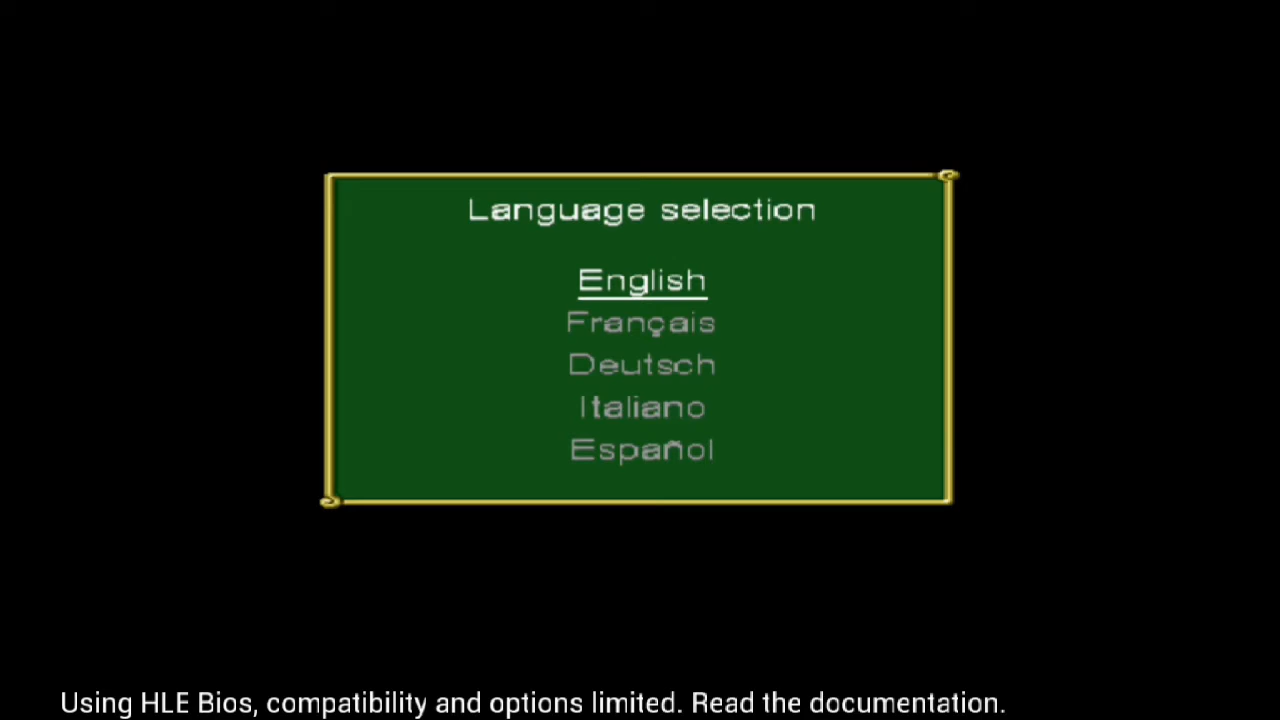 Language selection
English
Français
Deutsch
Italiano
Español
Using HLE Bios, compatibility and options limited. Read the documentation.